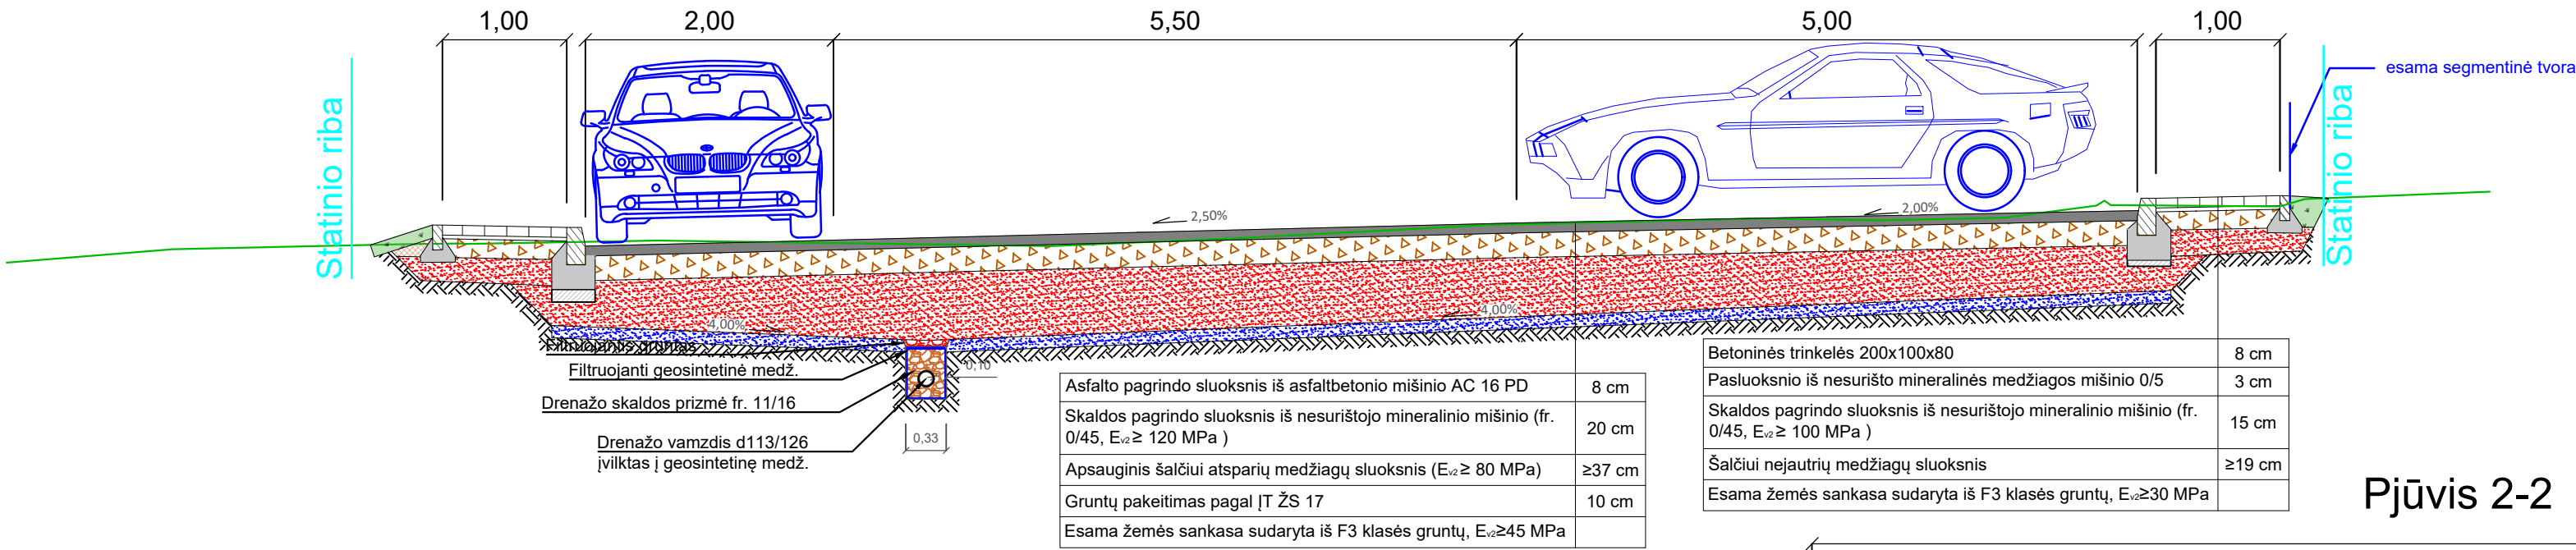 1,00
2,00
5,50
5,00
1,00
esama segmentinė tvora
Statinio riba
Statinio riba
2,50%
2,00%
4,00%
4,00%
Filtruojantis gruntas
Filtruojanti geosintetinė medž.
0,10
Drenažo skaldos prizmė fr. 11/16
Drenažo vamzdis d113/126
įvilktas į geosintetinę medž.
0,33
Asfalto pagrindo sluoksnis iš asfaltbetonio mišinio AC 16 PD 8 cm
Skaldos pagrindo sluoksnis iš nesurištojo mineralinio mišinio (fr.
0/45, Ev2 ≥ 120 MPa ) 20 cm
Apsauginis šalčiui atsparių medžiagų sluoksnis (Ev2 ≥ 80 MPa) ≥37 cm
Gruntų pakeitimas pagal ĮT ŽS 17 10 cm
Esama žemės sankasa sudaryta iš F3 klasės gruntų, Ev2≥45 MPa
Betoninės trinkelės 200x100x80 8 cm
Pasluoksnio iš nesurišto mineralinės medžiagos mišinio 0/5 3 cm
Skaldos pagrindo sluoksnis iš nesurištojo mineralinio mišinio (fr.
0/45, Ev2 ≥ 100 MPa ) 15 cm
Šalčiui nejautrių medžiagų sluoksnis ≥19 cm
Esama žemės sankasa sudaryta iš F3 klasės gruntų, Ev2≥30 MPa
Pjūvis 2-2